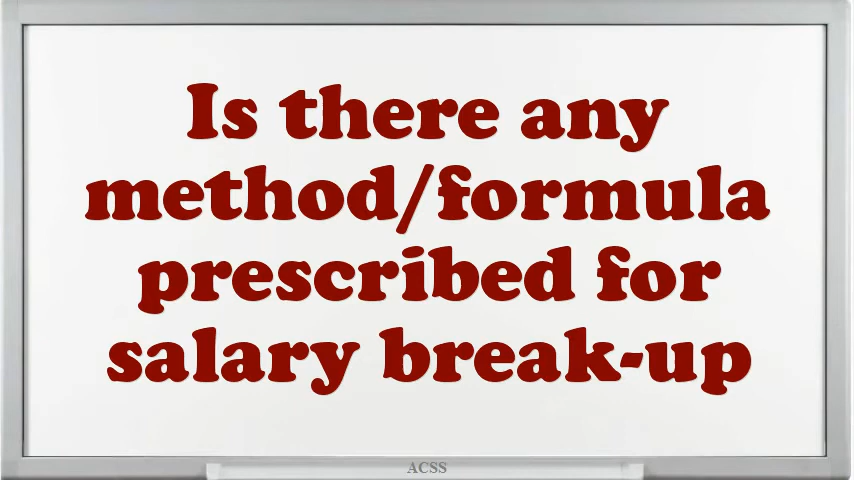 Is there any
method/formula
prescribed for
salary break-up
ACSS